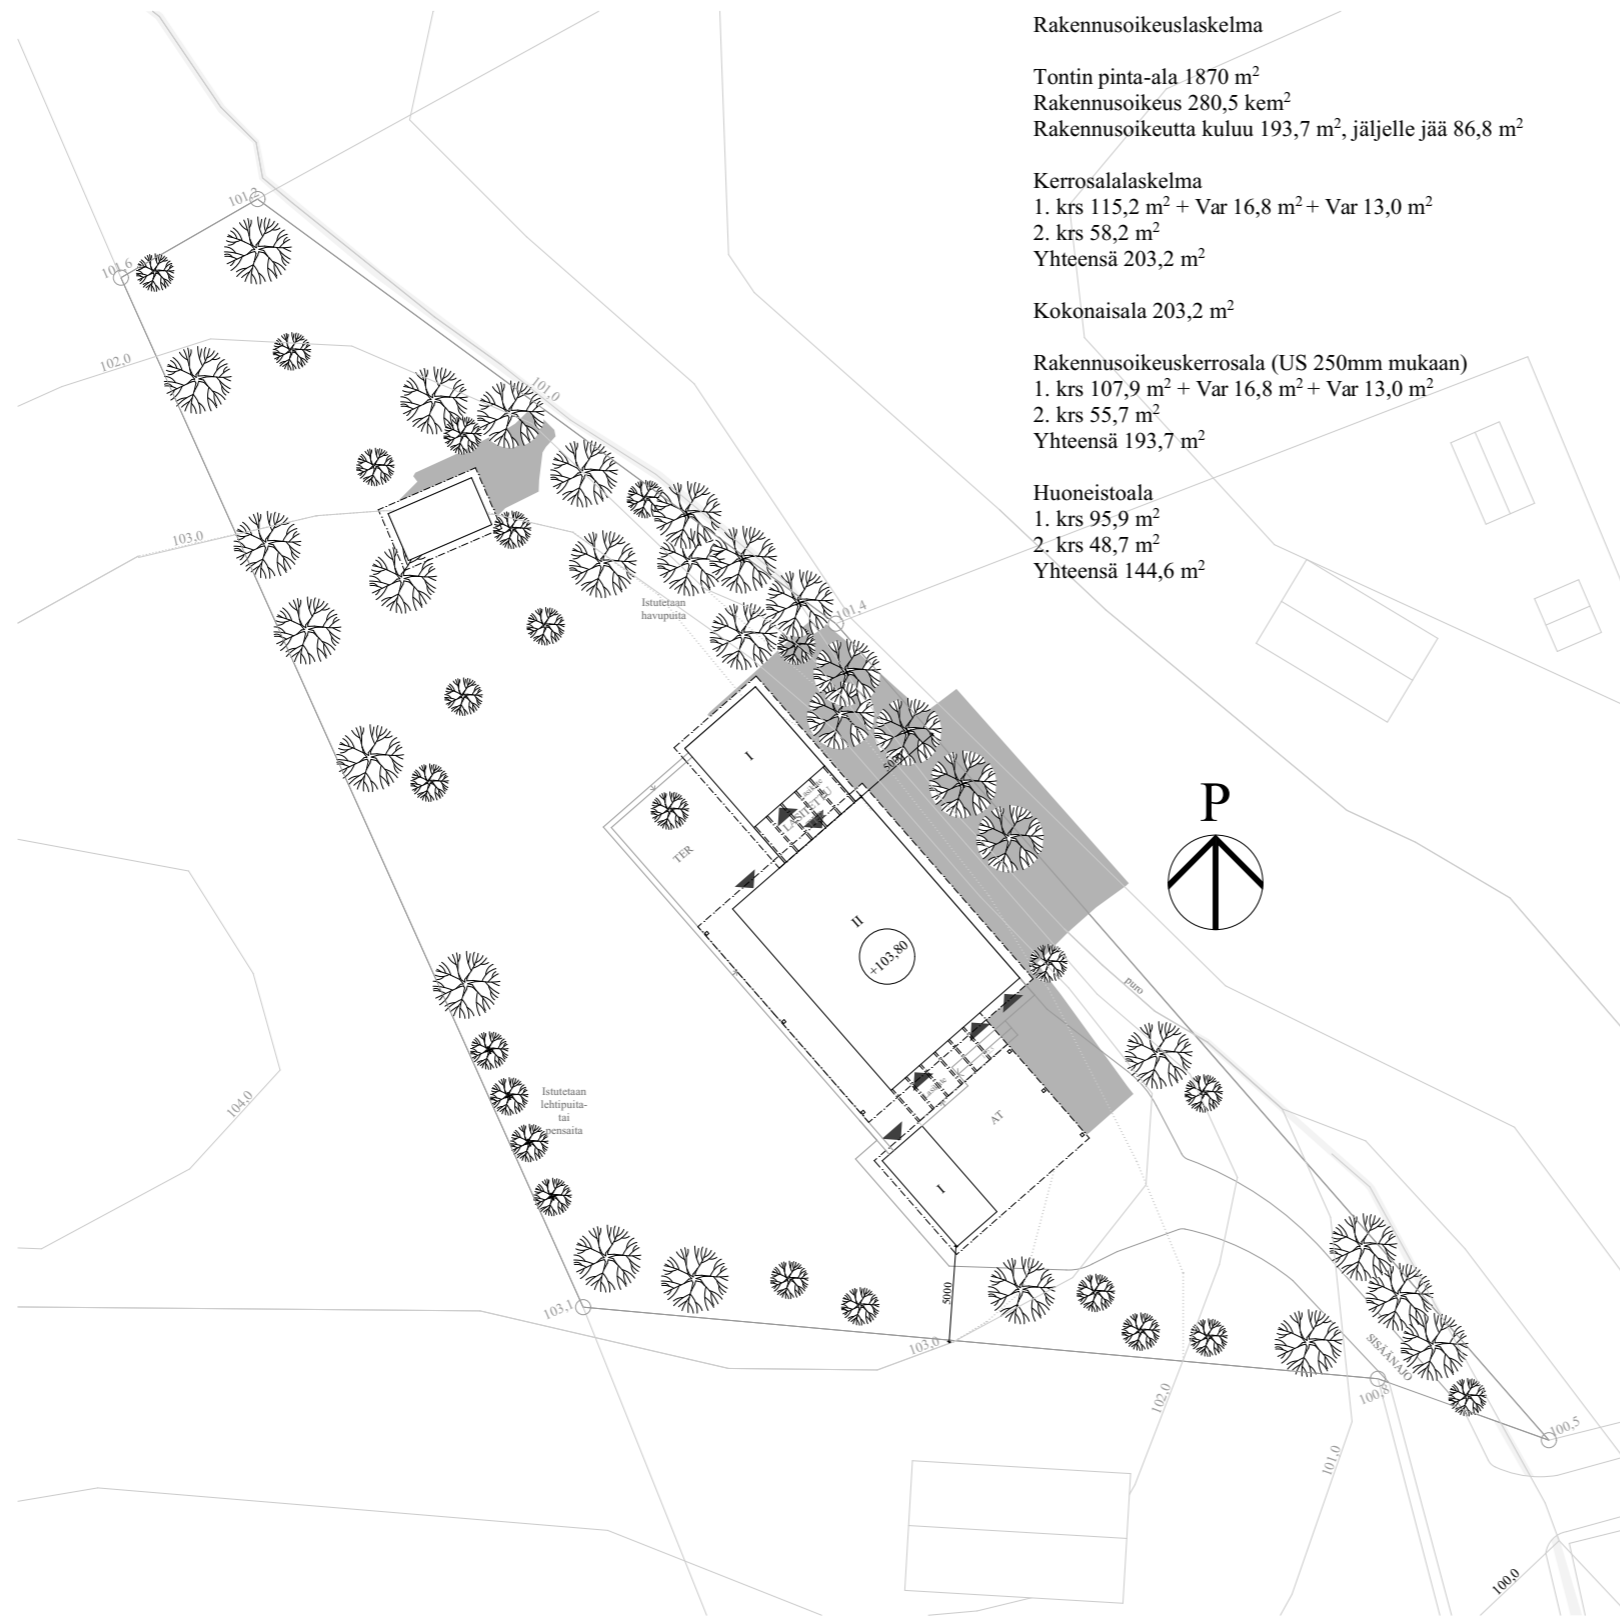 Rakennusoikeuslaskelma
Tontin pinta-ala 1870 m²
Rakennusoikeus 280,5 kem²
Rakennusoikeutta kuluu 193,7 m², jäljelle jää 86,8 m²
Kerrosalalaskelma
1. krs 115,2 m² + Var 16,8 m² + Var 13,0 m²
2. krs 58,2 m²
Yhteensä 203,2 m²
Kokonaisala 203,2 m²
Rakennusoikeuskerrosala (US 250mm mukaan)
1. krs 107,9 m² + Var 16,8 m² + Var 13,0 m²
2. krs 55,7 m²
Yhteensä 193,7 m²
Huoneistoala
1. krs 95,9 m²
2. krs 48,7 m²
Yhteensä 144,6 m²
101,2
101,6
102,0
101,0
103,0
Istutetaan
havupuita
101,4
I
5000
LASITETTU
TER
P
II
+103,80
puro
104,0
Istutetaan
lehtipuita-
tai
pensaita
AT
I
5000
103,1
103,0
SISÄÄNAJO
100,8
102,0
100,5
101,0
100,0